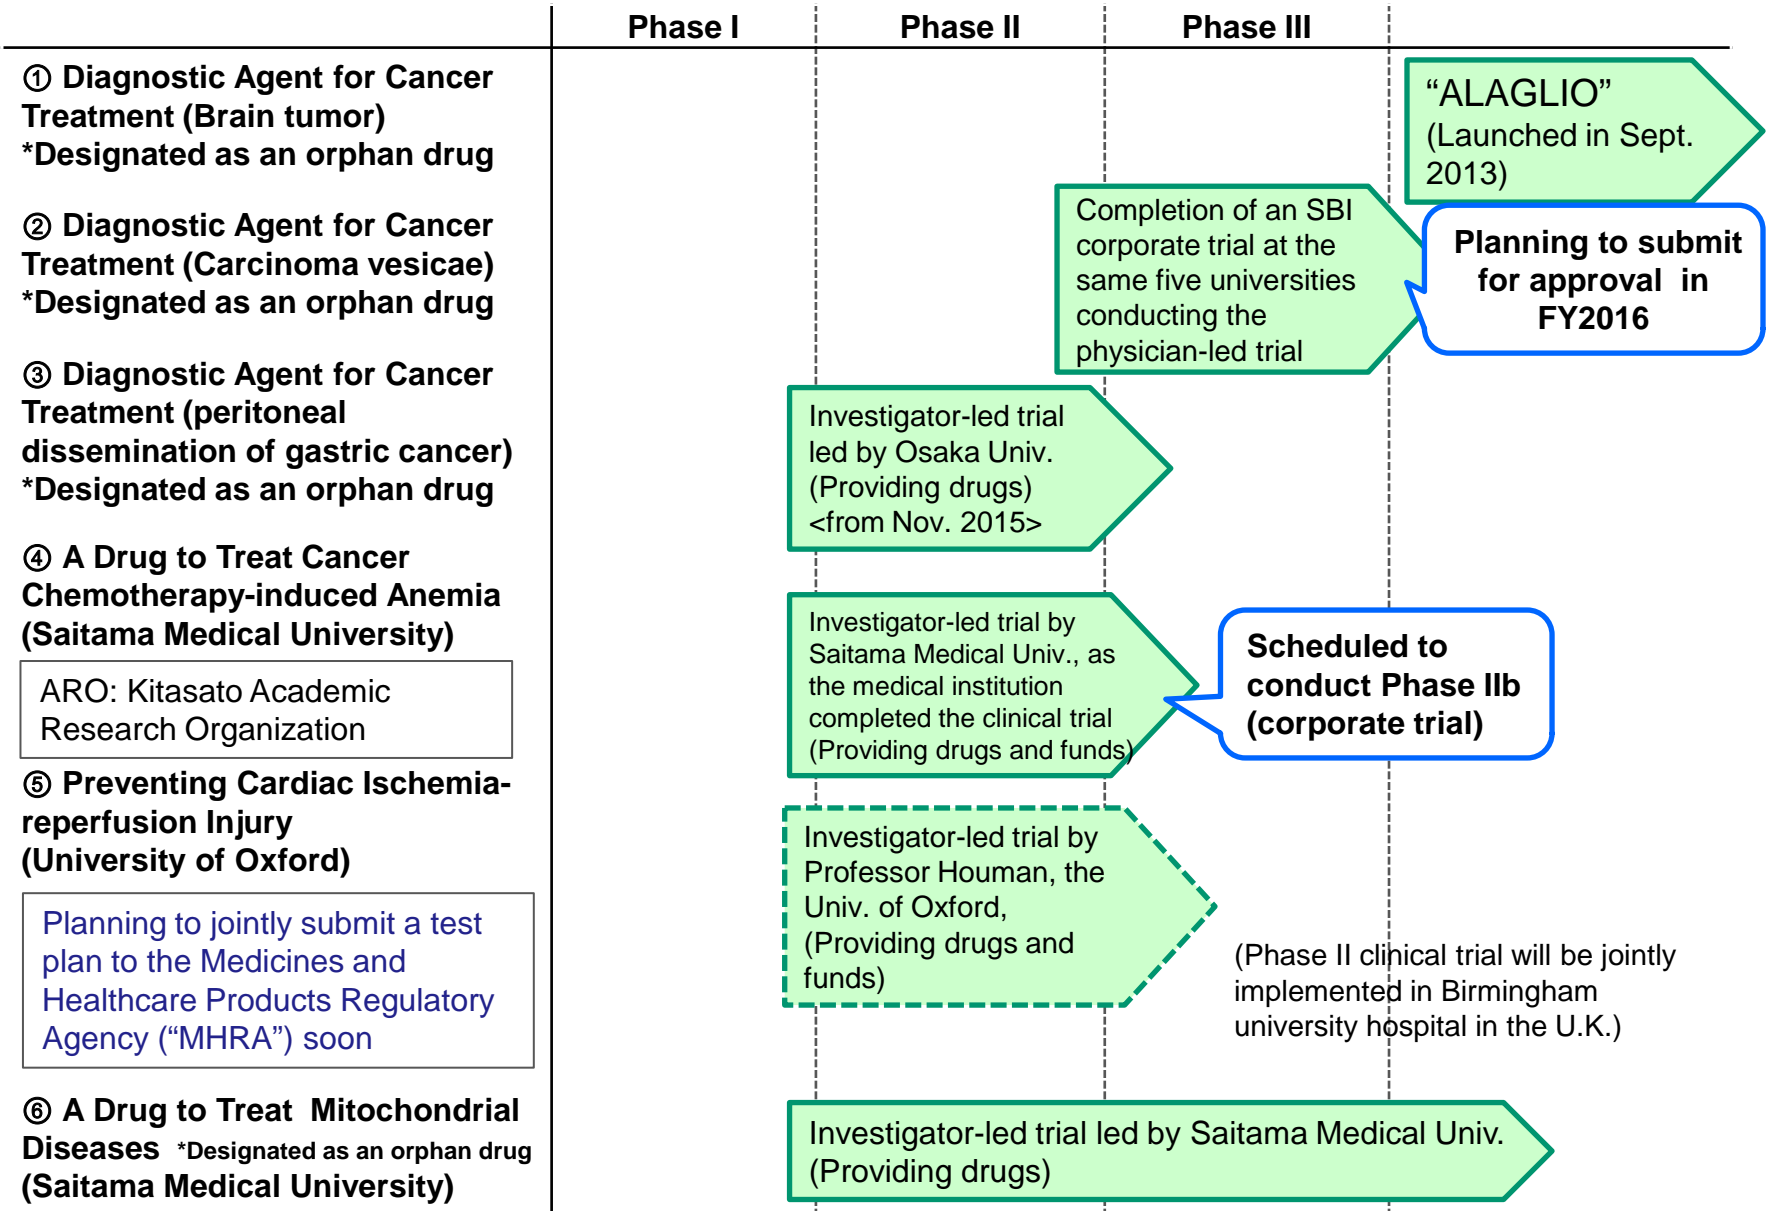 Phase I
Phase II
Phase III
① Diagnostic Agent for Cancer
Treatment (Brain tumor)
*Designated as an orphan drug
“ALAGLIO”
(Launched in Sept.
2013)
② Diagnostic Agent for Cancer
Treatment (Carcinoma vesicae)
*Designated as an orphan drug
Completion of an SBI
corporate trial at the
same five universities
conducting the
physician-led trial
Planning to submit
for approval in
FY2016
③ Diagnostic Agent for Cancer
Treatment (peritoneal
dissemination of gastric cancer)
*Designated as an orphan drug
Investigator-led trial
led by Osaka Univ.
(Providing drugs)
<from Nov. 2015>
④ A Drug to Treat Cancer
Chemotherapy-induced Anemia
(Saitama Medical University)
ARO: Kitasato Academic
Research Organization
Investigator-led trial by
Saitama Medical Univ., as
the medical institution
completed the clinical trial
(Providing drugs and funds)
Scheduled to
conduct Phase IIb
(corporate trial)
⑤ Preventing Cardiac Ischemia-
reperfusion Injury
(University of Oxford)
Planning to jointly submit a test
plan to the Medicines and
Healthcare Products Regulatory
Agency (“MHRA”) soon
Investigator-led trial by
Professor Houman, the
Univ. of Oxford,
(Providing drugs and
funds)
(Phase II clinical trial will be jointly
implemented in Birmingham
university hospital in the U.K.)
⑥ A Drug to Treat Mitochondrial
Diseases *Designated as an orphan drug
(Saitama Medical University)
Investigator-led trial led by Saitama Medical Univ.
(Providing drugs)